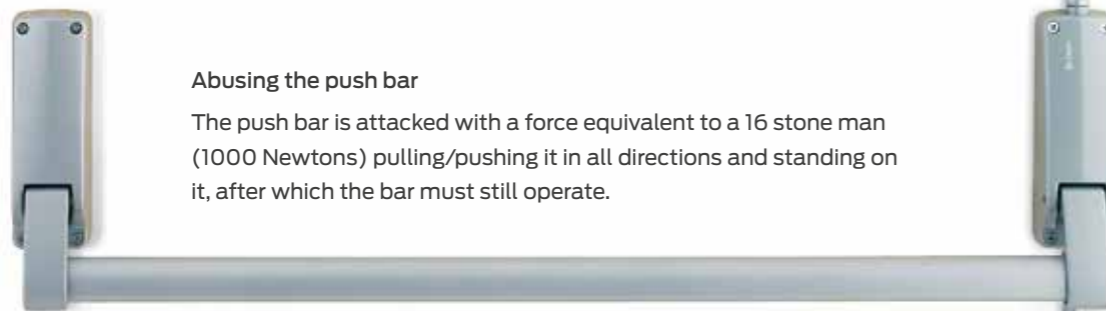 Abusing the push bar
The push bar is attacked with a force equivalent to a 16 stone man
(1000 Newtons) pulling/pushing it in all directions and standing on
it, after which the bar must still operate.